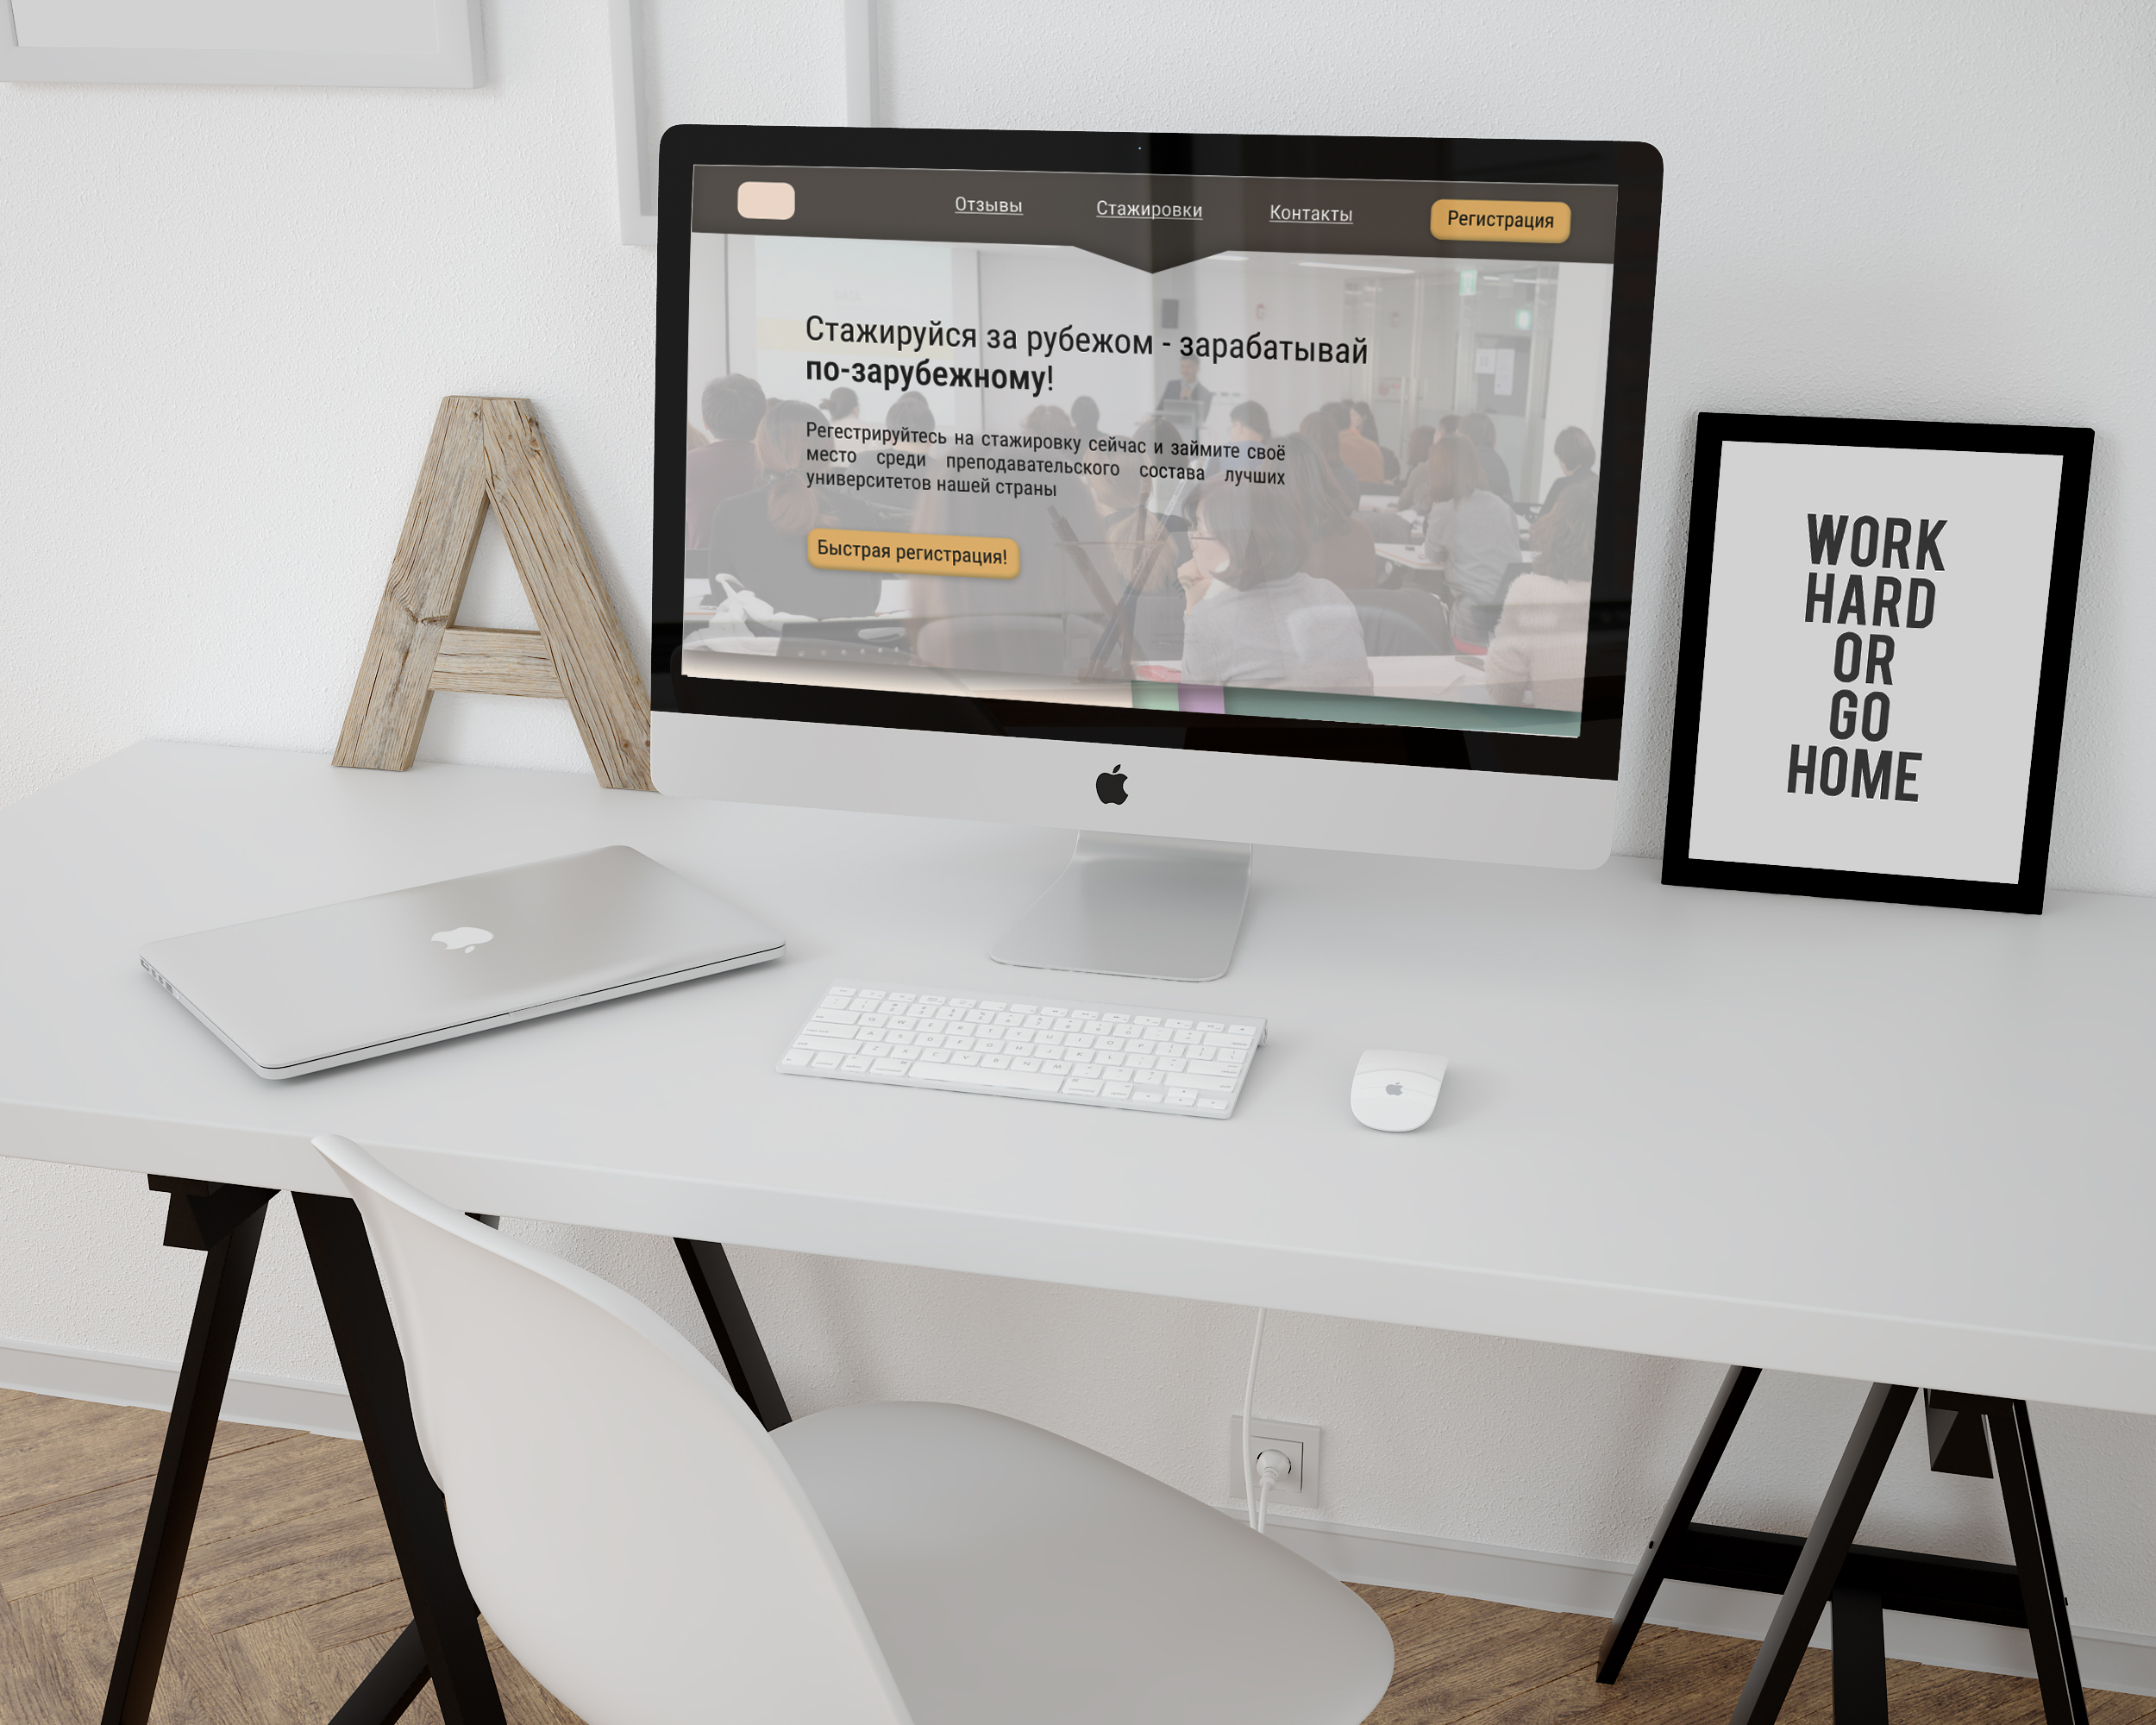 Отзывы
Стажировки
Контакты
Регистрация
Стажируйся за рубежом - зарабатывай
по-зарубежному!
Регестрируйтесь на стажировку сейчас и займите своё
место среди преподавательского состава лучших
университетов нашей страны
Быстрая регистрация!
WORK
HARD
OR
GO
HOME